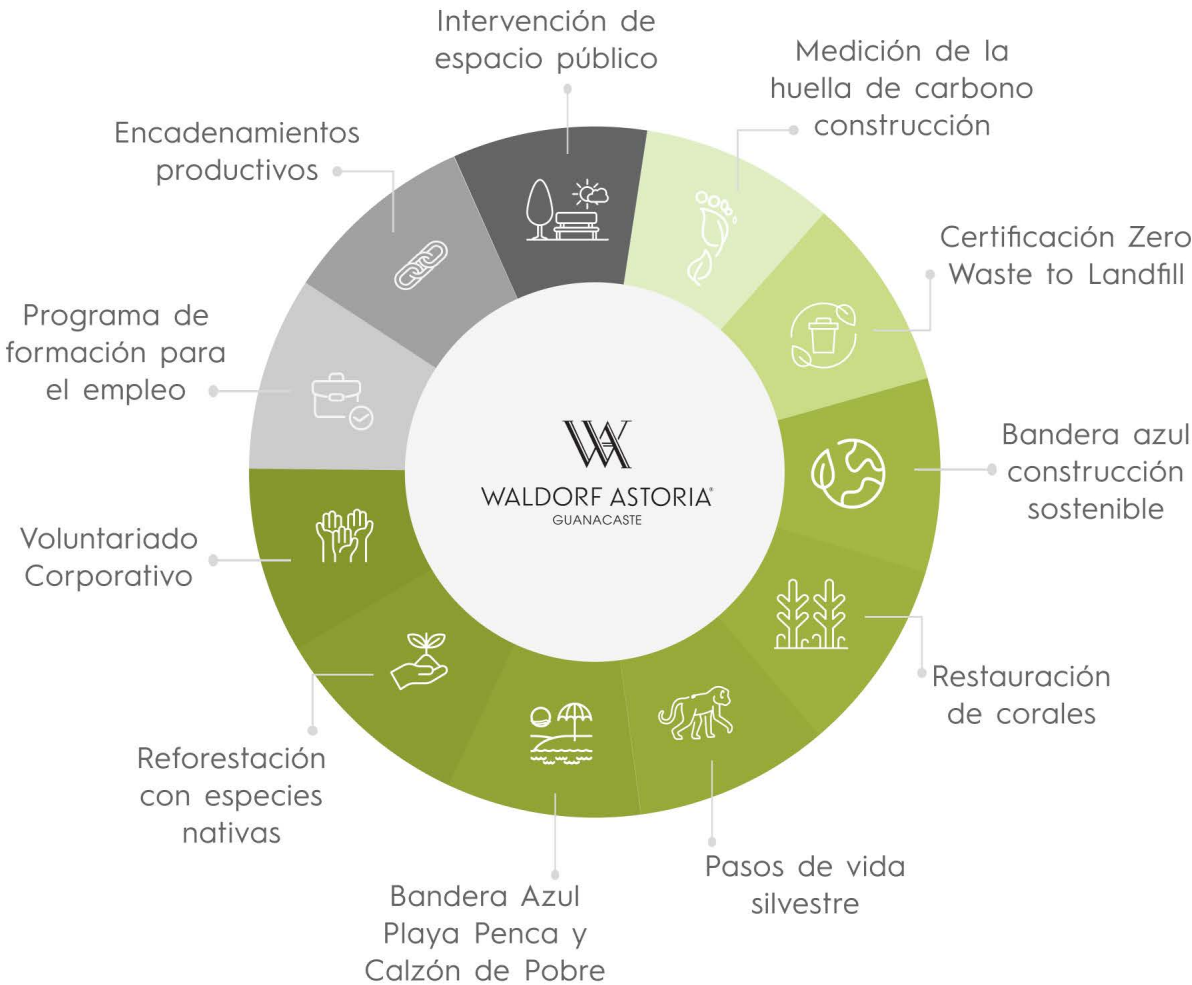 Intervención de
espacio público
Medición de la
huella de carbono
construcción
Certificación Zero
Waste to Landfill
Bandera azul
construcción
sostenible
Restauración
de corales
Pasos de vida
silvestre
Bandera Azul
Playa Penca y
Calzón de Pobre
Reforestación
con especies
nativas
Voluntariado
Corporativo
Programa de
formación para
el empleo
Encadenamientos
productivos
WA
WALDORF ASTORIA®
GUANACASTE